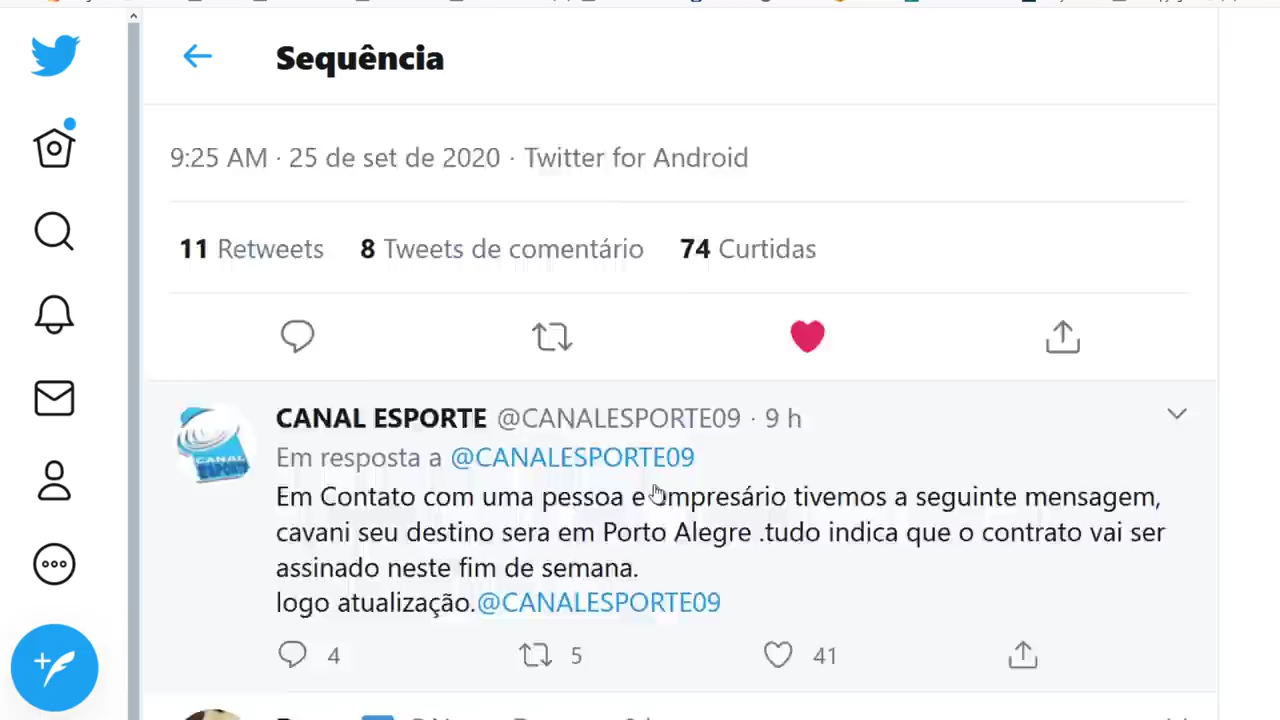 Sequência
9:25 AM · 25 de set de 2020 · Twitter for Android
11 Retweets 8 Tweets de comentário 74 Curtidas
CANAL ESPORTE @CANALESPORTE09 · 9 h
Em resposta a @CANALESPORTE09
Em Contato com uma pessoa e empresário tivemos a seguinte mensagem,
cavani seu destino sera em Porto Alegre .tudo indica que o contrato vai ser
assinado neste fim de semana.
logo atualização.@CANALESPORTE09
4 5 41
CANAL
ESPORTE